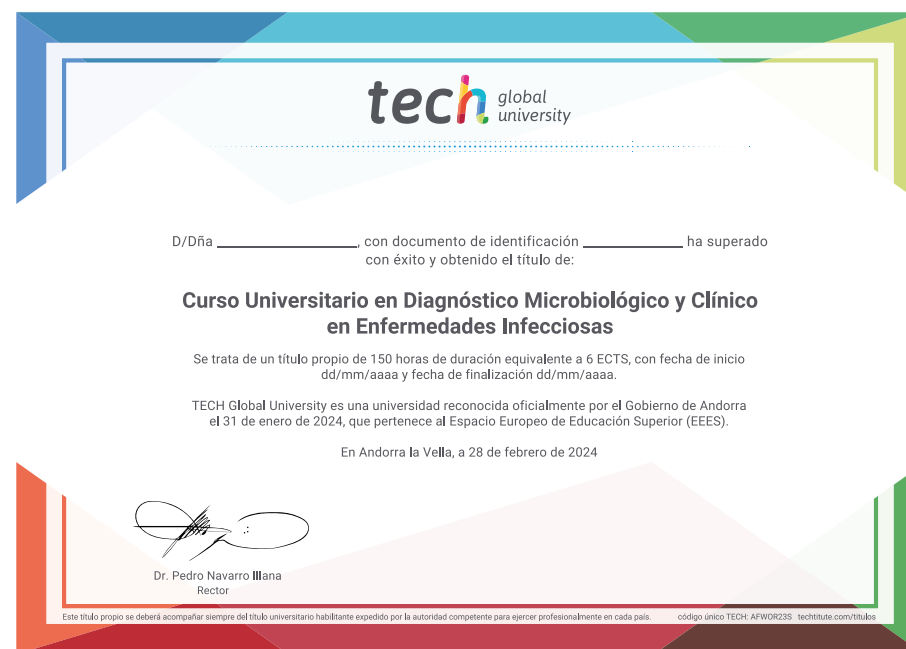 tech global university
D/Dña ____________________, con documento de identificación ______________ ha superado
con éxito y obtenido el título de:
Curso Universitario en Diagnóstico Microbiológico y Clínico
en Enfermedades Infecciosas
Se trata de un título propio de 150 horas de duración equivalente a 6 ECTS, con fecha de inicio
dd/mm/aaaa y fecha de finalización dd/mm/aaaa.
TECH Global University es una universidad reconocida oficialmente por el Gobierno de Andorra
el 31 de enero de 2024, que pertenece al Espacio Europeo de Educación Superior (EEES).
En Andorra la Vella, a 28 de febrero de 2024
Dr. Pedro Navarro Illana
Rector
Este título propio se deberá acompañar siempre del título universitario habilitante expedido por la autoridad competente para ejercer profesionalmente en cada país. código único TECH: AFWOR23S techtitute.com/titulos